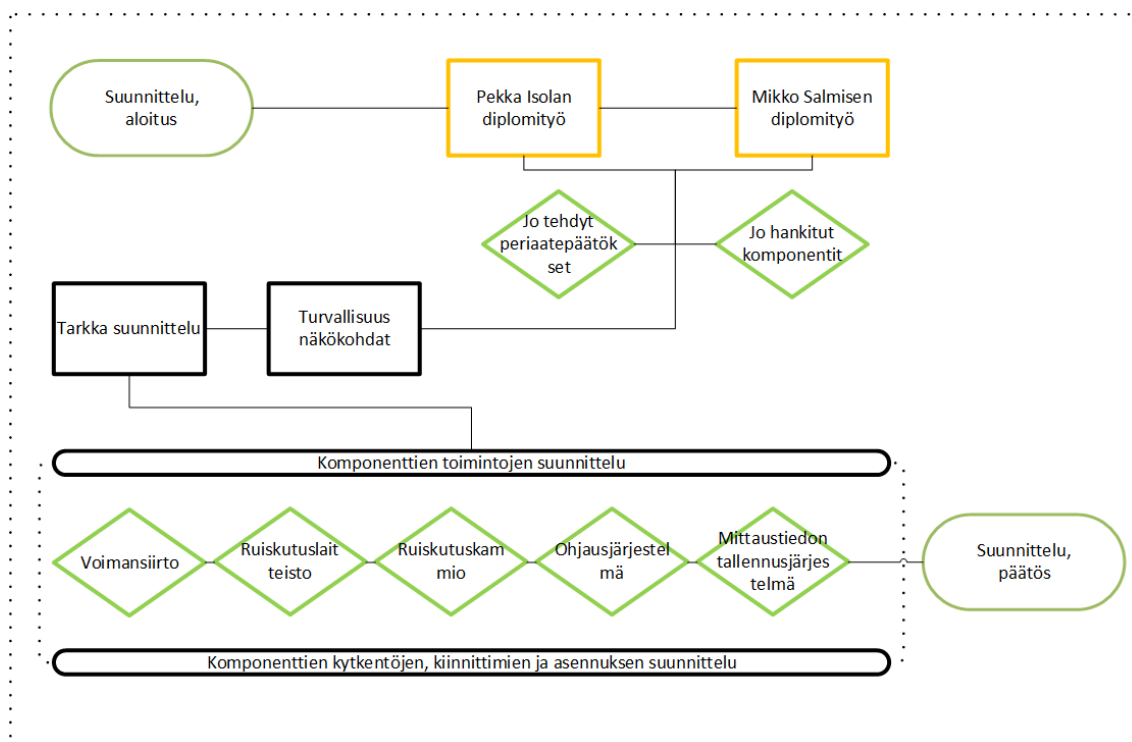 Suunnittelu,
aloitus
Pekka Isolan
diplomityö
Mikko Salmisen
diplomityö
Jo tehdyt
periaatepäätök
set
Jo hankitut
komponentit
Tarkka suunnittelu
Turvallisuus
näkökohdat
Komponenttien toimintojen suunnittelu
Voimansiirto
Ruiskutuslait
teisto
Ruiskutuskam
mio
Ohjausjärjestel
mä
Mittaustiedon
tallennusjärjes
telmä
Suunnittelu,
päätös
Komponenttien kytkentöjen, kiinnittimien ja asennuksen suunnittelu